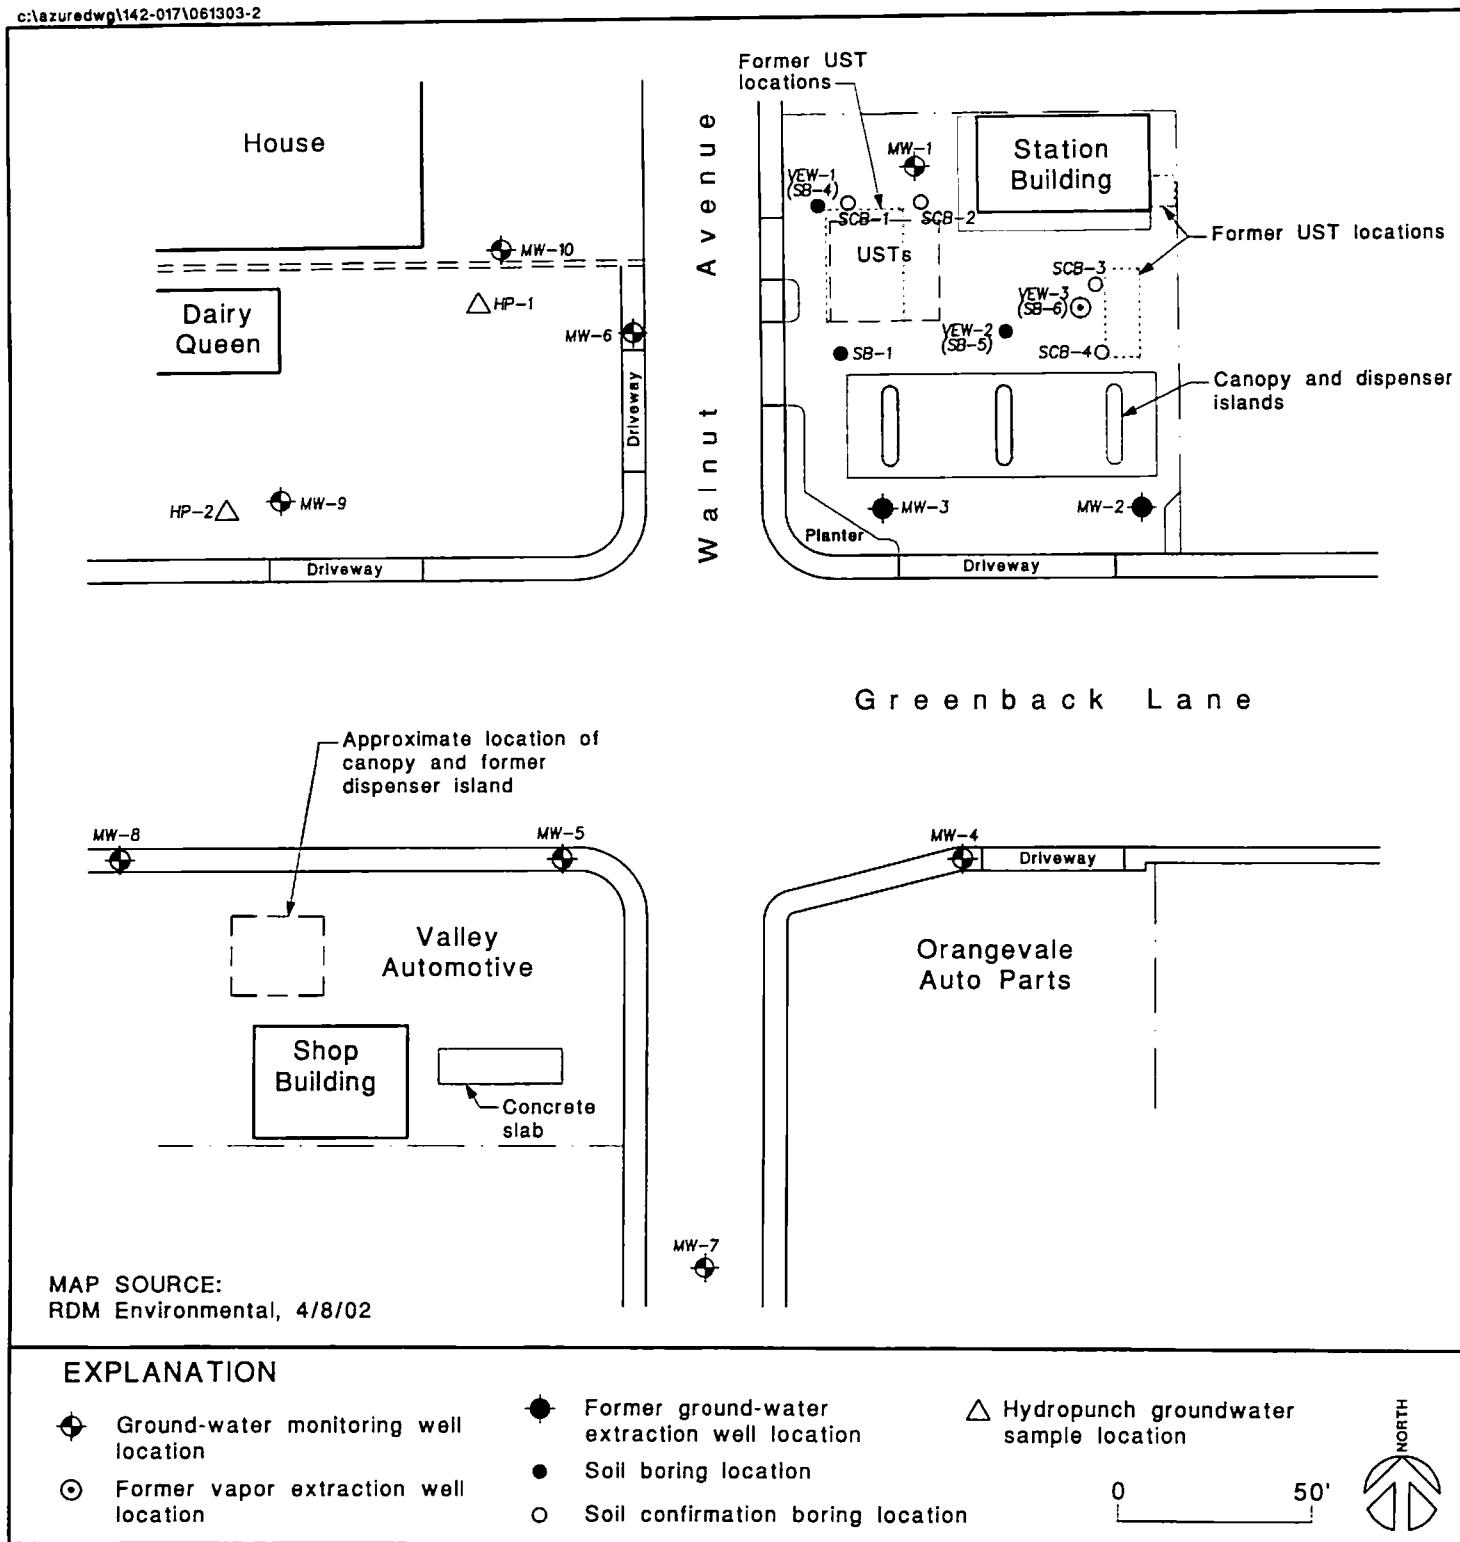 c:\azuredwg\142-017\061303-2
Former UST
locations
House
Station
Building
MW-1
VEW-1
(SB-4)
SCB-1
SCB-2
USTs
Former UST locations
SCB-3
VEW-3
(SB-6)
VEW-2
(SB-5)
SCB-4
SB-1
MW-10
HP-1
Dairy
Queen
MW-6
Driveway
Walnut Avenue
Canopy and dispenser
islands
HP-2
MW-9
MW-3
MW-2
Planter
Driveway
Driveway
Greenback Lane
Approximate location of
canopy and former
dispenser island
MW-8
MW-5
MW-4
Driveway
Valley
Automotive
Orangevale
Auto Parts
Shop
Building
Concrete
slab
MW-7
MAP SOURCE:
RDM Environmental, 4/8/02
EXPLANATION
Ground-water monitoring well
location
Former vapor extraction well
location
Former ground-water
extraction well location
Soil boring location
Soil confirmation boring location
Hydropunch groundwater
sample location
0 50'
NORTH